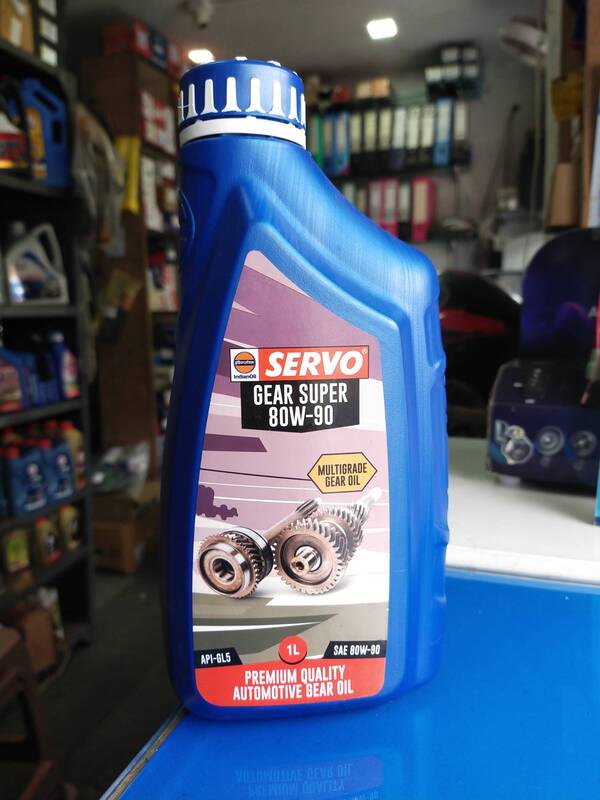 इंडियनऑयल
IndianOil
SERVO®
GEAR SUPER
80W-90
MULTIGRADE
GEAR OIL
1L
API-GL5
SAE 80W-90
PREMIUM QUALITY
AUTOMOTIVE GEAR OIL